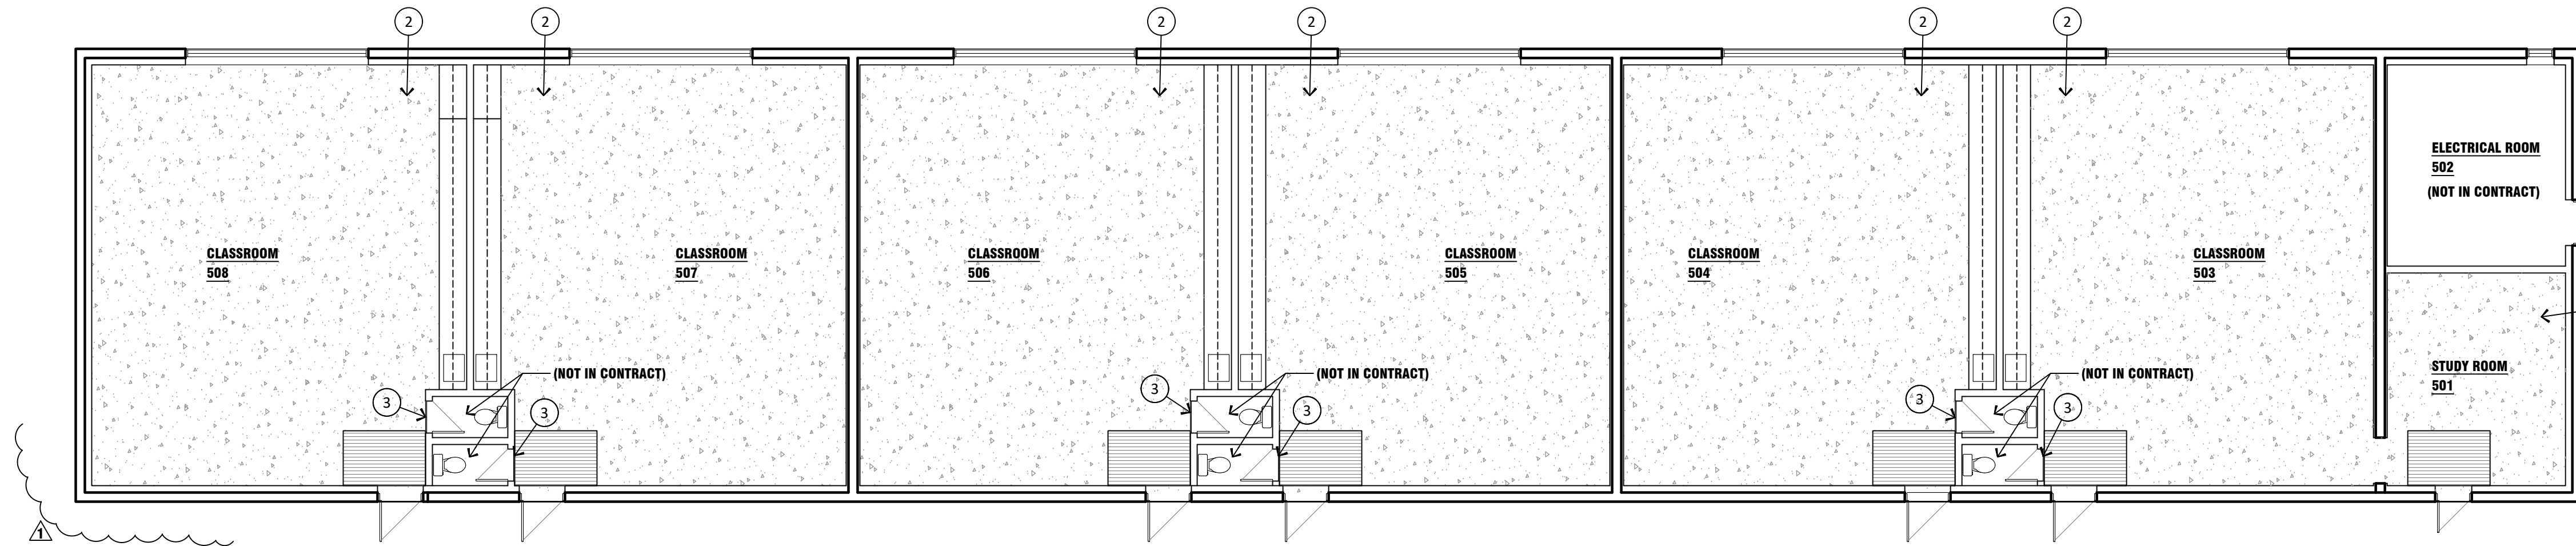 2
2
2
2
2
2
CLASSROOM
508
CLASSROOM
507
CLASSROOM
506
CLASSROOM
505
CLASSROOM
504
CLASSROOM
503
ELECTRICAL ROOM
502
(NOT IN CONTRACT)
STUDY ROOM
501
(NOT IN CONTRACT)
(NOT IN CONTRACT)
(NOT IN CONTRACT)
3
3
3
3
3
3
1